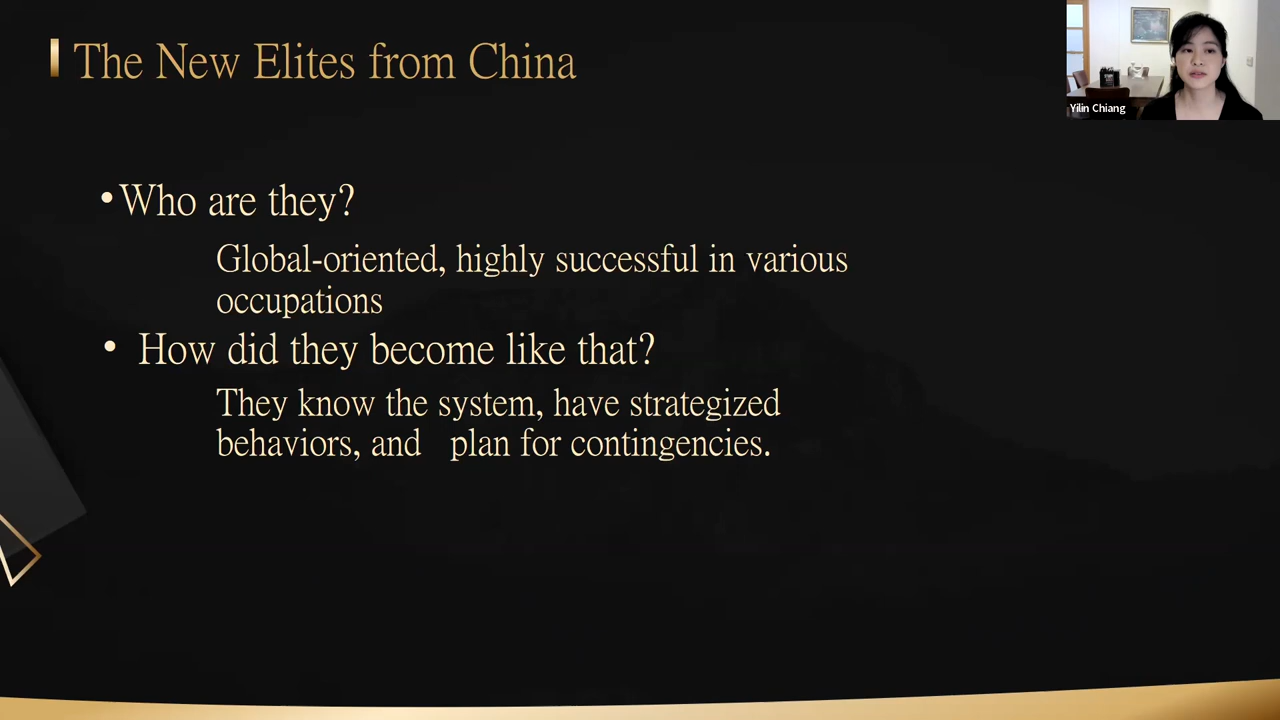 The New Elites from China
Yilin Chiang
•Who are they?
Global-oriented, highly successful in various
occupations
• How did they become like that?
They know the system, have strategized
behaviors, and   plan for contingencies.